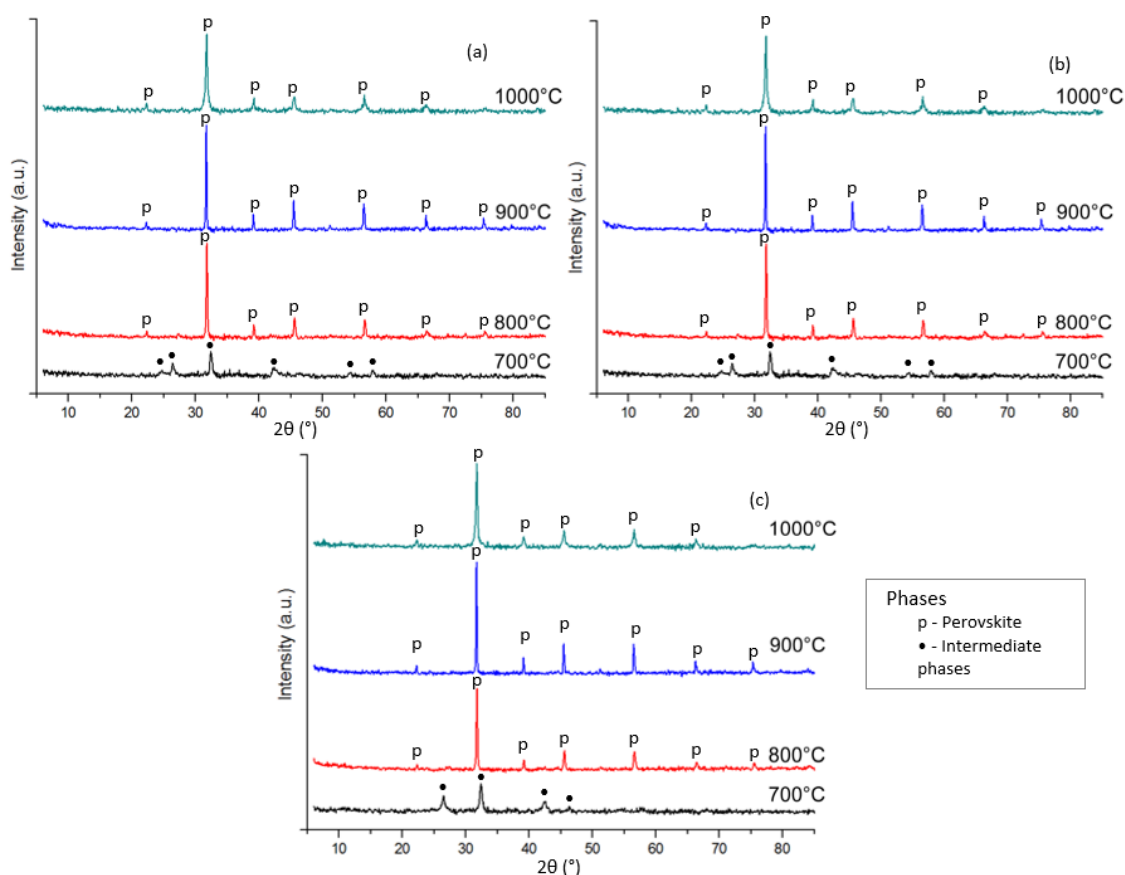 p
(a)
p
p
p
p
p
1000°C
p
p
p
p
p
p
p
900°C
p
p
p
p
p
p
p
800°C
• • • • • •
700°C
Intensity (a.u.)
10 20 30 40 50 60 70 80
2θ (°)
p
(b)
p
p
p
p
p
1000°C
p
p
p
p
p
p
p
900°C
p
p
p
p
p
p
p
800°C
• • • • • •
700°C
Intensity (a.u.)
10 20 30 40 50 60 70 80
2θ (°)
p
(c)
p
p
p
p
p
1000°C
p
p
p
p
p
p
p
900°C
p
p
p
p
p
p
p
800°C
• • • •
700°C
Intensity (a.u.)
10 20 30 40 50 60 70 80
2θ (°)
Phases
p - Perovskite
• - Intermediate
phases